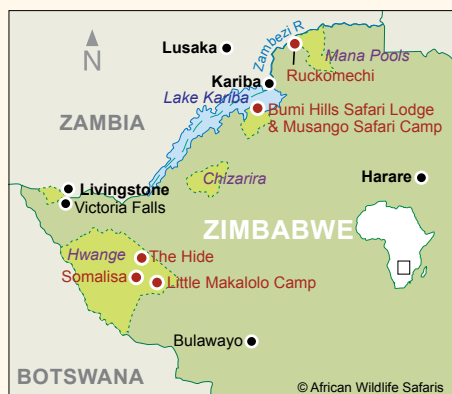 Lusaka
Zambezi R
Mana Pools
N
Ruckomechi
Kariba
Lake Kariba
Bumi Hills Safari Lodge
& Musango Safari Camp
ZAMBIA
Chizarira
Harare
Livingstone
Victoria Falls
ZIMBABWE
Hwange
The Hide
Somalisa
Little Makalolo Camp
Bulawayo
BOTSWANA
© African Wildlife Safaris